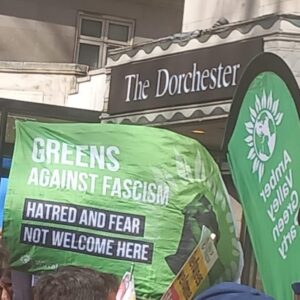 The Dorchester
GREENS
AGAINST FASCISM
HATRED AND FEAR
NOT WELCOME HERE
Amber
Valley
Green
Party